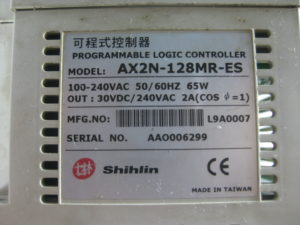 可程式控制器
PROGRAMMABLE LOGIC CONTROLLER
MODEL: AX2N-128MR-ES
100-240VAC 50/60HZ 65W
OUT : 30VDC/240VAC 2A(COS φ=1)
MFG.NO: L9A0007
SERIAL NO. AAO006299
Shihlin CE
MADE IN TAIWAN